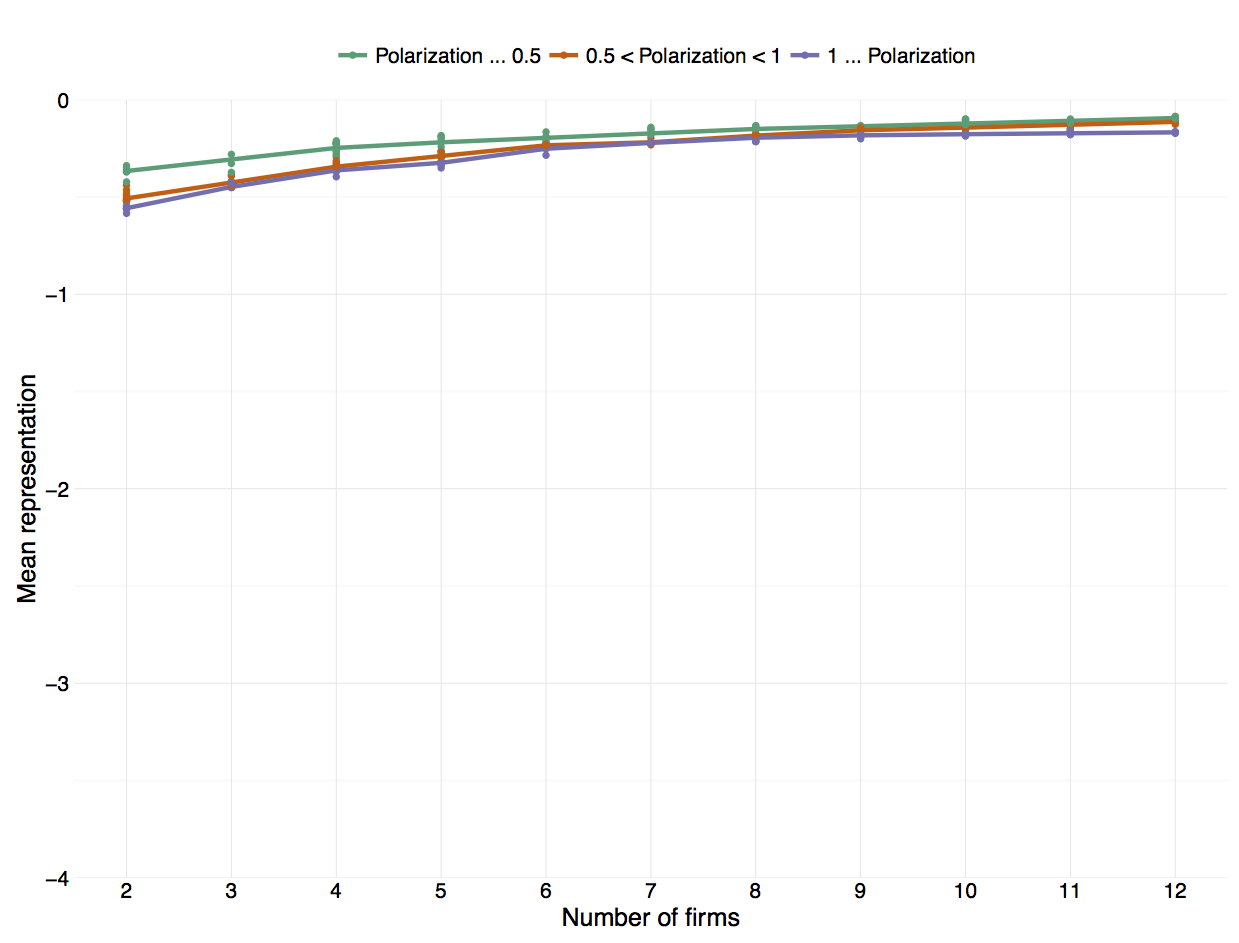 Polarization ... 0.5 0.5 < Polarization < 1 1 ... Polarization
0
−1
−2
−3
−4
Mean representation
2 3 4 5 6 7 8 9 10 11 12
Number of firms